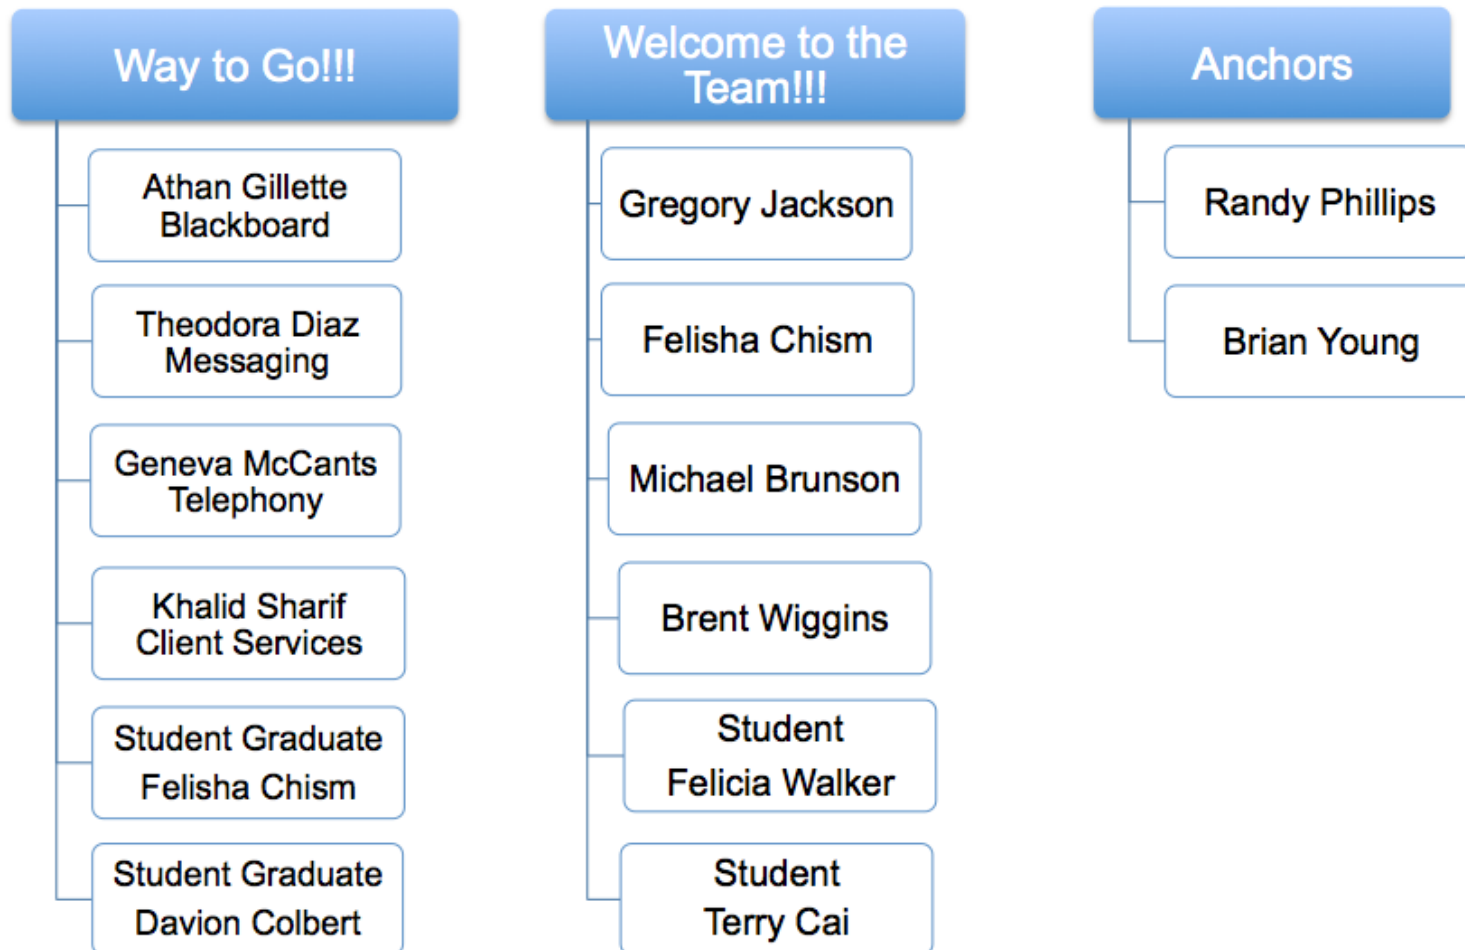 Way to Go!!!
Athan Gillette
Blackboard
Theodora Diaz
Messaging
Geneva McCants
Telephony
Khalid Sharif
Client Services
Student Graduate
Felisha Chism
Student Graduate
Davion Colbert
Welcome to the
Team!!!
Gregory Jackson
Felisha Chism
Michael Brunson
Brent Wiggins
Student
Felicia Walker
Student
Terry Cai
Anchors
Randy Phillips
Brian Young